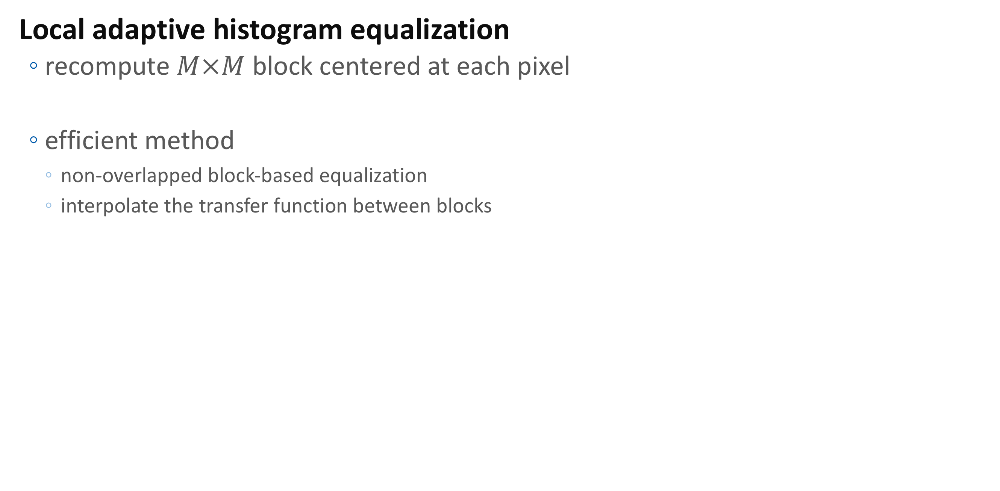 Local adaptive histogram equalization
recompute M×M block centered at each pixel
efficient method
non-overlapped block-based equalization
interpolate the transfer function between blocks